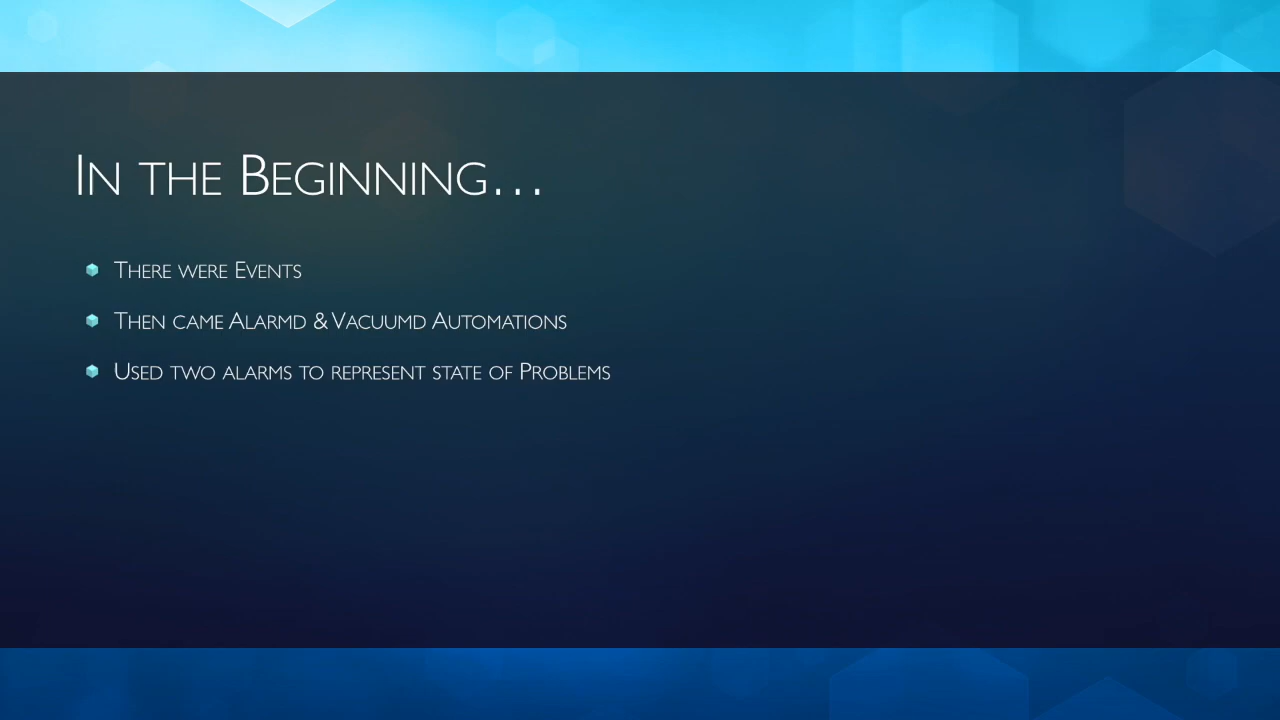 In the Beginning…
There were Events
Then came Alarmd & Vacuumd Automations
Used two alarms to represent state of Problems